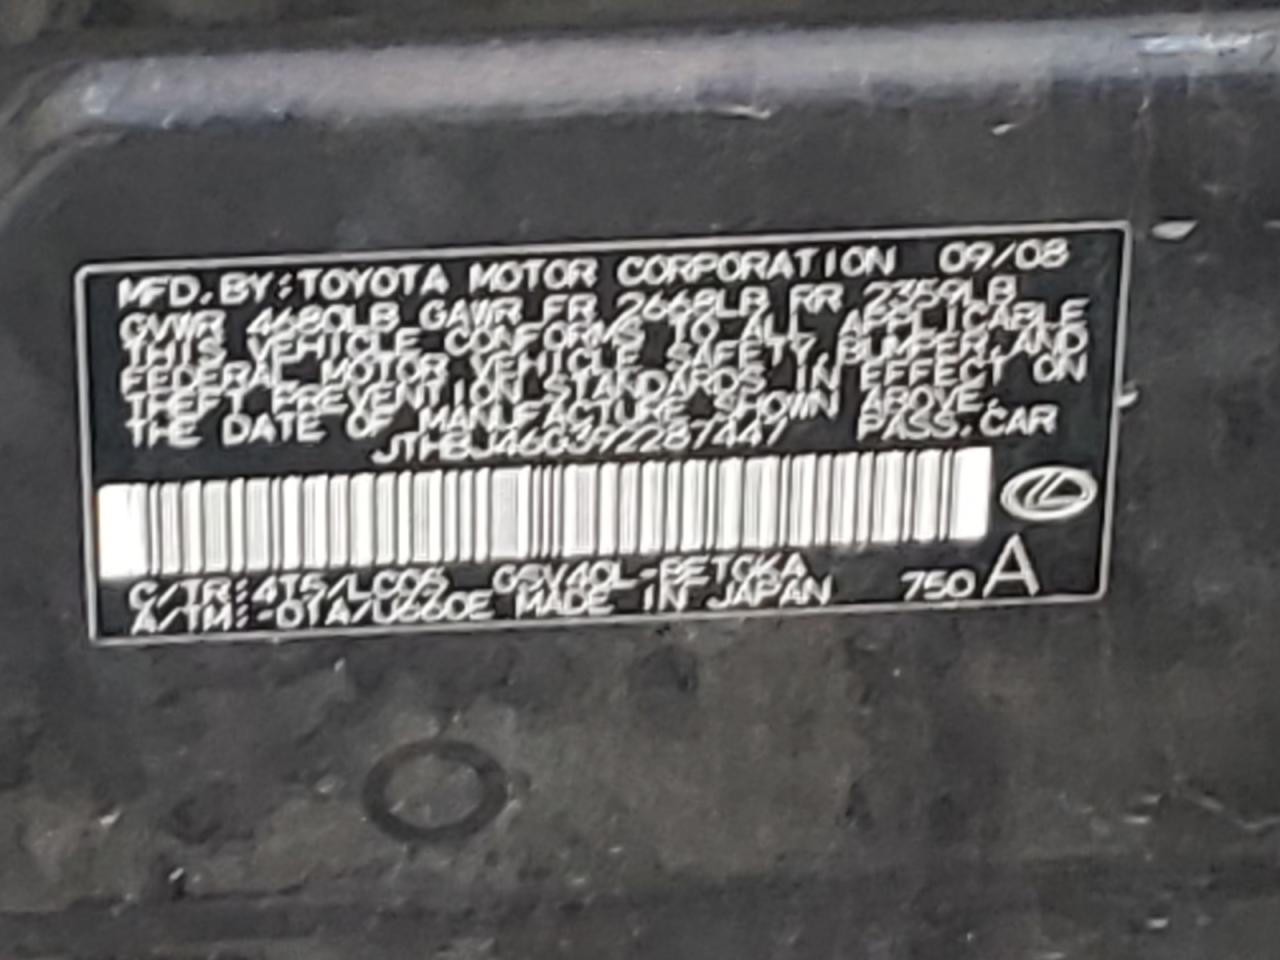 MFD. BY: TOYOTA MOTOR CORPORATION 09/08
GVWR 4680LB GAWR FR 2668LB RR 2359LB
THIS VEHICLE CONFORMS TO ALL APPLICABLE
FEDERAL MOTOR VEHICLE SAFETY, BUMPER, AND
THEFT PREVENTION STANDARDS IN EFFECT ON
THE DATE OF MANUFACTURE SHOWN ABOVE.
JTHBJ46G392287447 PASS. CAR
C/TR:4T5/LC05 GSV40L-BETGKA
A/TM:-01A/U660E MADE IN JAPAN 750 A